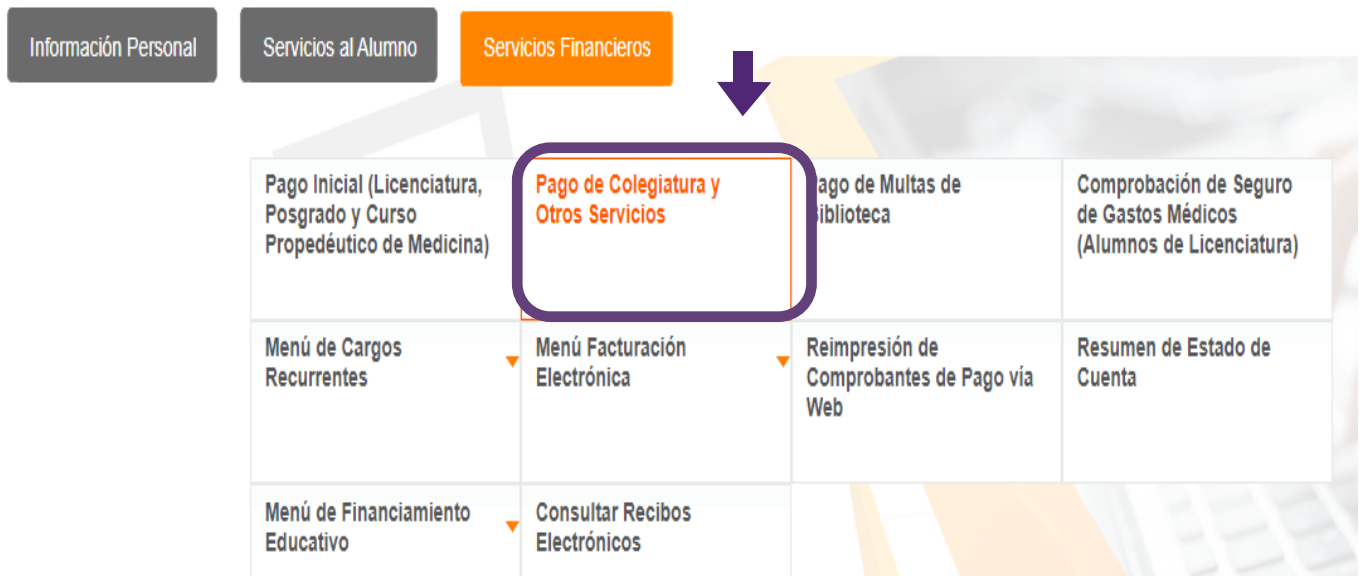 Información Personal
Servicios al Alumno
Servicios Financieros
Pago Inicial (Licenciatura,
Posgrado y Curso
Propedéutico de Medicina)
Pago de Colegiatura y
Otros Servicios
Pago de Multas de
Biblioteca
Comprobación de Seguro
de Gastos Médicos
(Alumnos de Licenciatura)
Menú de Cargos
Recurrentes
Menú Facturación
Electrónica
Reimpresión de
Comprobantes de Pago vía
Web
Resumen de Estado de
Cuenta
Menú de Financiamiento
Educativo
Consultar Recibos
Electrónicos